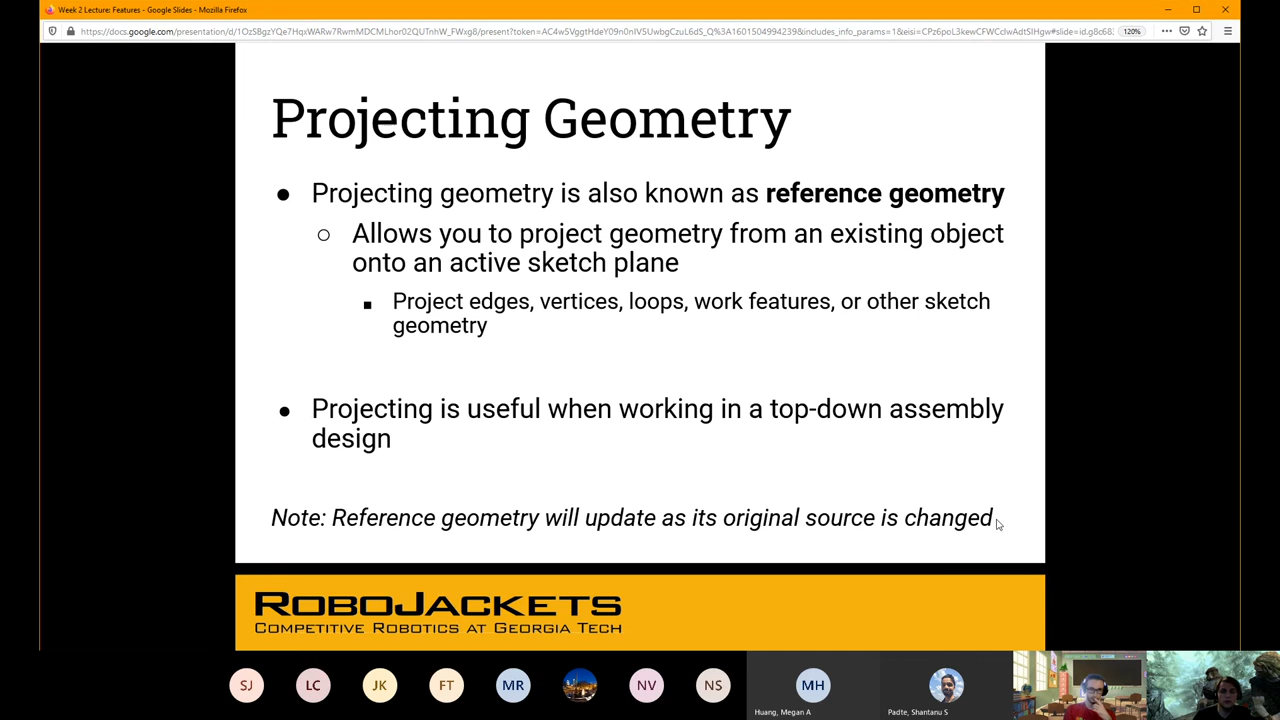 Week 2 Lecture: Features - Google Slides - Mozilla Firefox
120%
Projecting Geometry
● Projecting geometry is also known as reference geometry
○ Allows you to project geometry from an existing object
onto an active sketch plane
■ Project edges, vertices, loops, work features, or other sketch
geometry
● Projecting is useful when working in a top-down assembly
design
Note: Reference geometry will update as its original source is changed
ROBOJACKETS
COMPETITIVE ROBOTICS AT GEORGIA TECH
SJ LC JK FT MR NV NS MH
Huang, Megan A Padte, Shantanu S